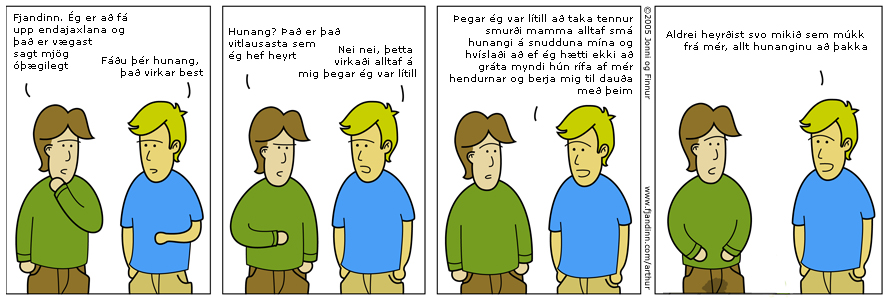 Fjandinn. Ég er að fá
upp endajaxlana og
það er vægast
sagt mjög
óþægilegt
Fáðu þér hunang,
það virkar best
Hunang? Það er það
vitlausasta sem
ég hef heyrt
Nei nei, þetta
virkaði alltaf á
mig þegar ég var lítill
Þegar ég var lítill að taka tennur
smurði mamma alltaf smá
hunangi á snudduna mína og
hvíslaði að ef ég hætti ekki að
gráta myndi hún rífa af mér
hendurnar og berja mig til dauða
með þeim
©2005 Jonni og Finnur
www.fjandinn.com/arthur
Aldrei heyrðist svo mikið sem múkk
frá mér, allt hunanginu að þakka